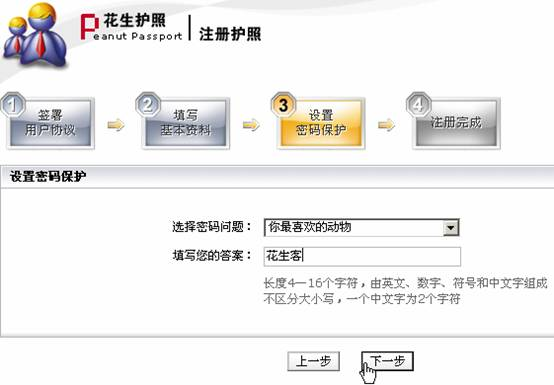 花生护照
Peanut Passport
注册护照
1
签署
用户协议
2
填写
基本资料
3
设置
密码保护
4
注册完成
设置密码保护
选择密码问题：
你最喜欢的动物
填写您的答案：
花生客
长度4—16个字符，由英文、数字、符号和中文字组成
不区分大小写，一个中文字为2个字符
上一步
下一步